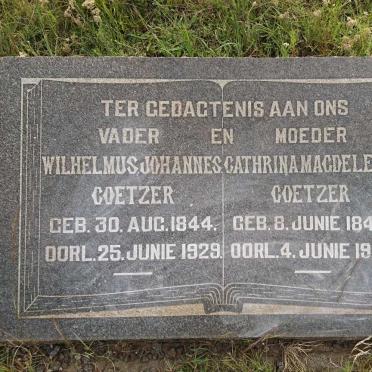 TER GEDAGTENIS AAN ONS
VADER EN MOEDER
WILHELMUS JOHANNES CATHRINA MAGDELE
COETZER COETZER
GEB. 30. AUG. 1844. GEB. 8. JUNIE 184
OORL. 25. JUNIE 1929. OORL. 4. JUNIE 19